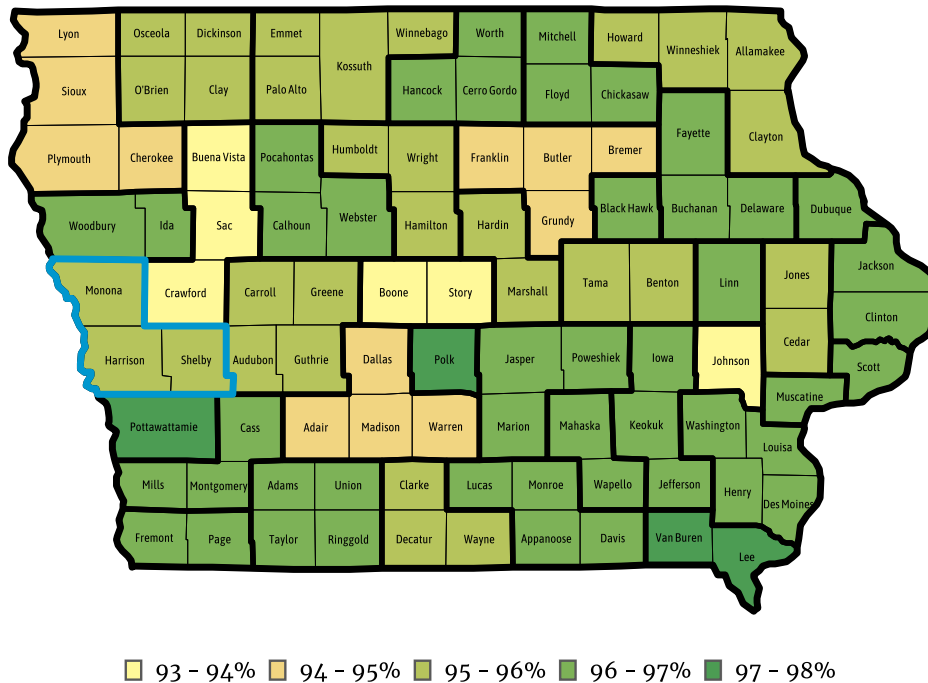 Lyon Osceola Dickinson Emmet Winnebago Worth Mitchell Howard Winneshiek Allamakee
Kossuth
Sioux O'Brien Clay Palo Alto Hancock Cerro Gordo Floyd Chickasaw
Fayette Clayton
Plymouth Cherokee Buena Vista Pocahontas Humboldt Wright Franklin Butler Bremer
Woodbury Ida Sac Calhoun Webster Hamilton Hardin Grundy Black Hawk Buchanan Delaware Dubuque
Jackson
Monona Crawford Carroll Greene Boone Story Marshall Tama Benton Linn Jones
Clinton
Harrison Shelby Audubon Guthrie Dallas Polk Jasper Poweshiek Iowa Johnson Cedar
Scott
Muscatine
Pottawattamie Cass Adair Madison Warren Marion Mahaska Keokuk Washington
Louisa
Mills Montgomery Adams Union Clarke Lucas Monroe Wapello Jefferson Henry
Des Moines
Fremont Page Taylor Ringgold Decatur Wayne Appanoose Davis Van Buren
Lee
93 - 94% 94 - 95% 95 - 96% 96 - 97% 97 - 98%